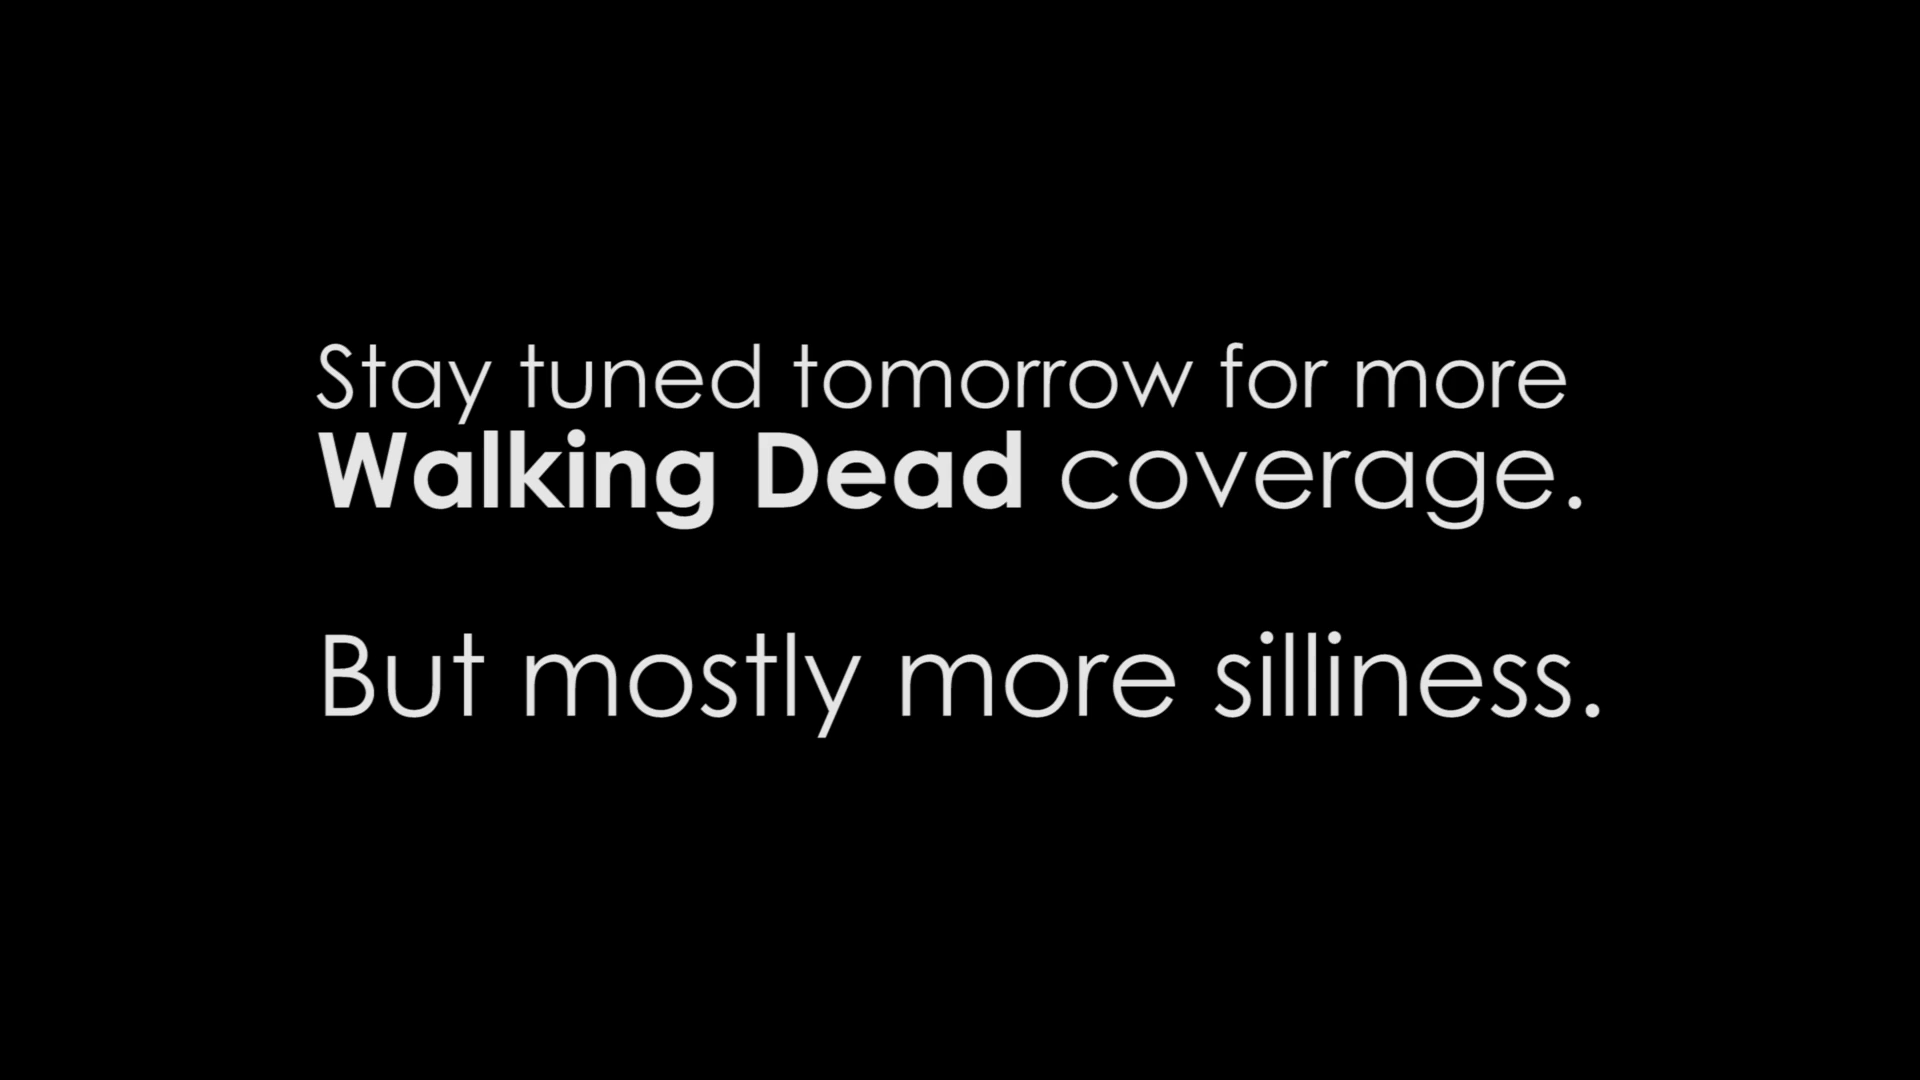 Stay tuned tomorrow for more
Walking Dead coverage.
But mostly more silliness.